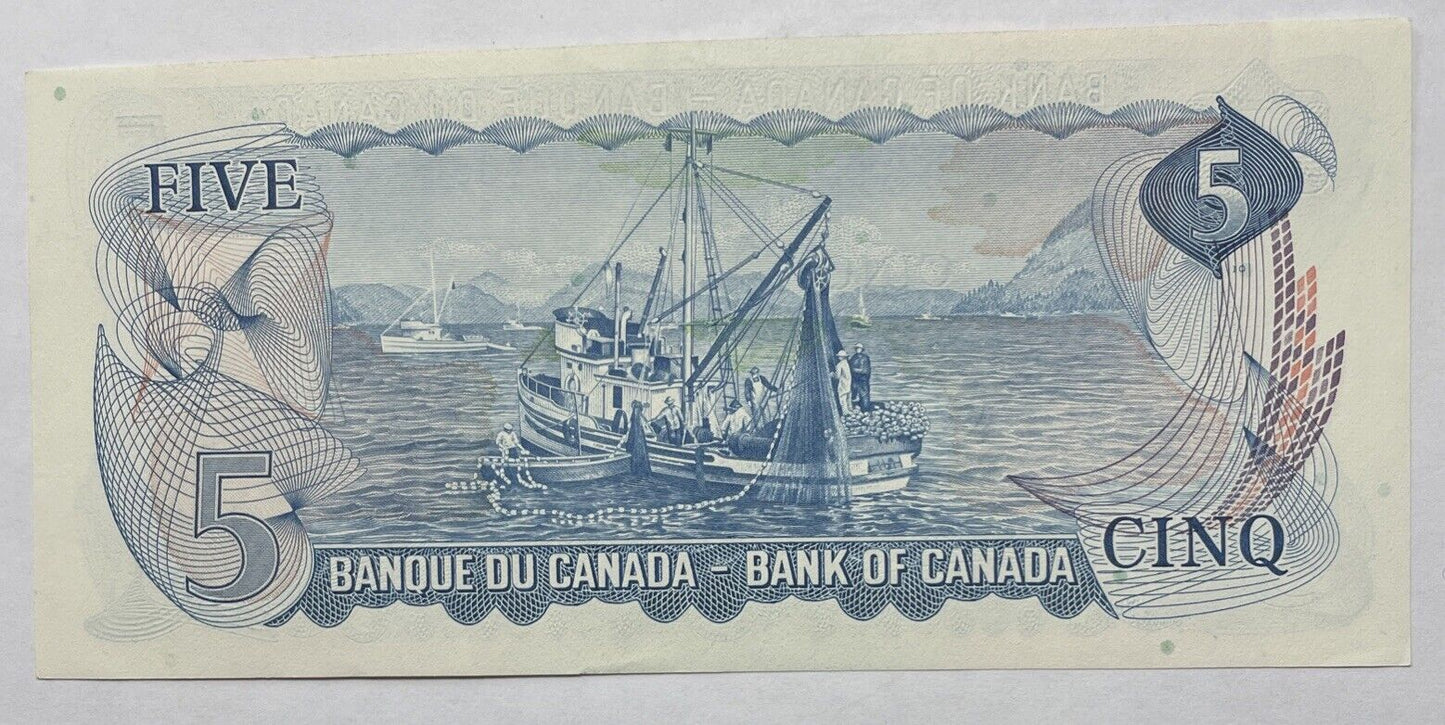 FIVE
5
5
BANQUE DU CANADA - BANK OF CANADA
CINQ